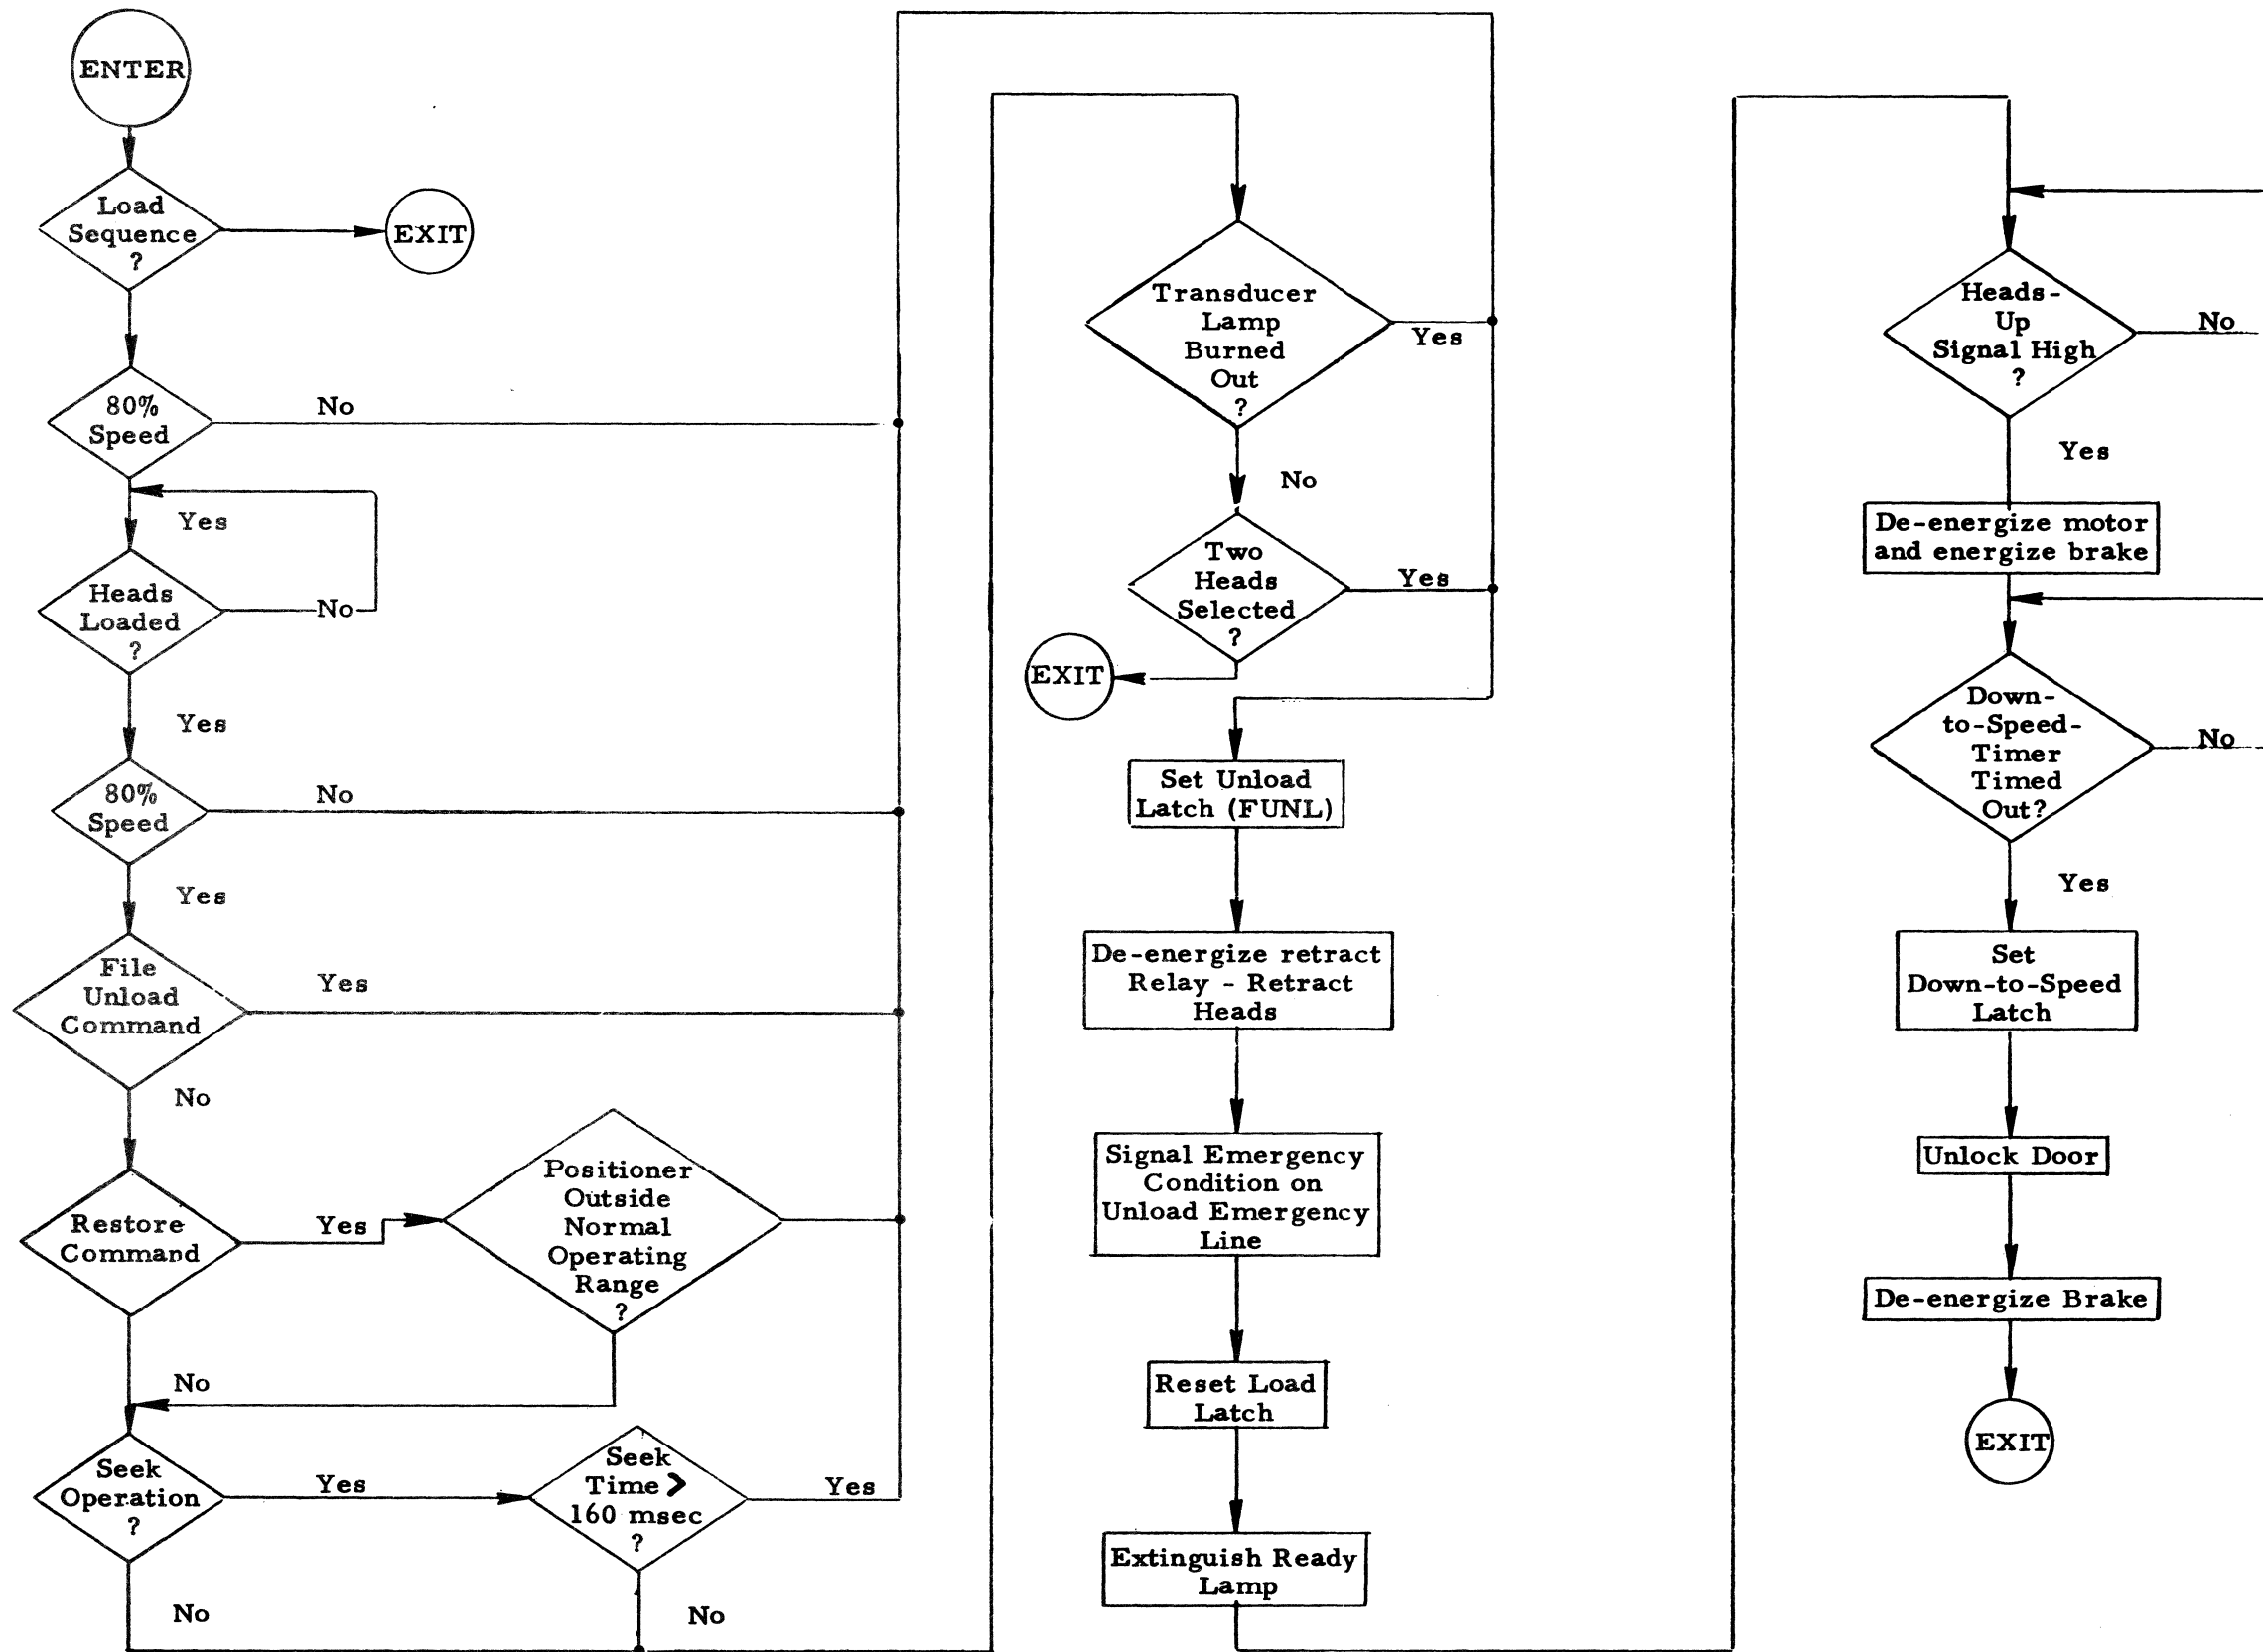 ENTER
Load
Sequence
?
EXIT
80%
Speed
No
Yes
Heads
Loaded
?
No
Yes
80%
Speed
No
Yes
File
Unload
Command
Yes
No
Restore
Command
Yes
Positioner
Outside
Normal
Operating
Range
?
No
Seek
Operation
?
Yes
Seek
Time >
160 msec
?
Yes
No
No
Transducer
Lamp
Burned
Out
?
Yes
No
Two
Heads
Selected
?
Yes
EXIT
Set Unload
Latch (FUNL)
De-energize retract
Relay - Retract
Heads
Signal Emergency
Condition on
Unload Emergency
Line
Reset Load
Latch
Extinguish Ready
Lamp
Heads-
Up
Signal High
?
No
Yes
De-energize motor
and energize brake
Down-
to-Speed-
Timer
Timed
Out?
No
Yes
Set
Down-to-Speed
Latch
Unlock Door
De-energize Brake
EXIT